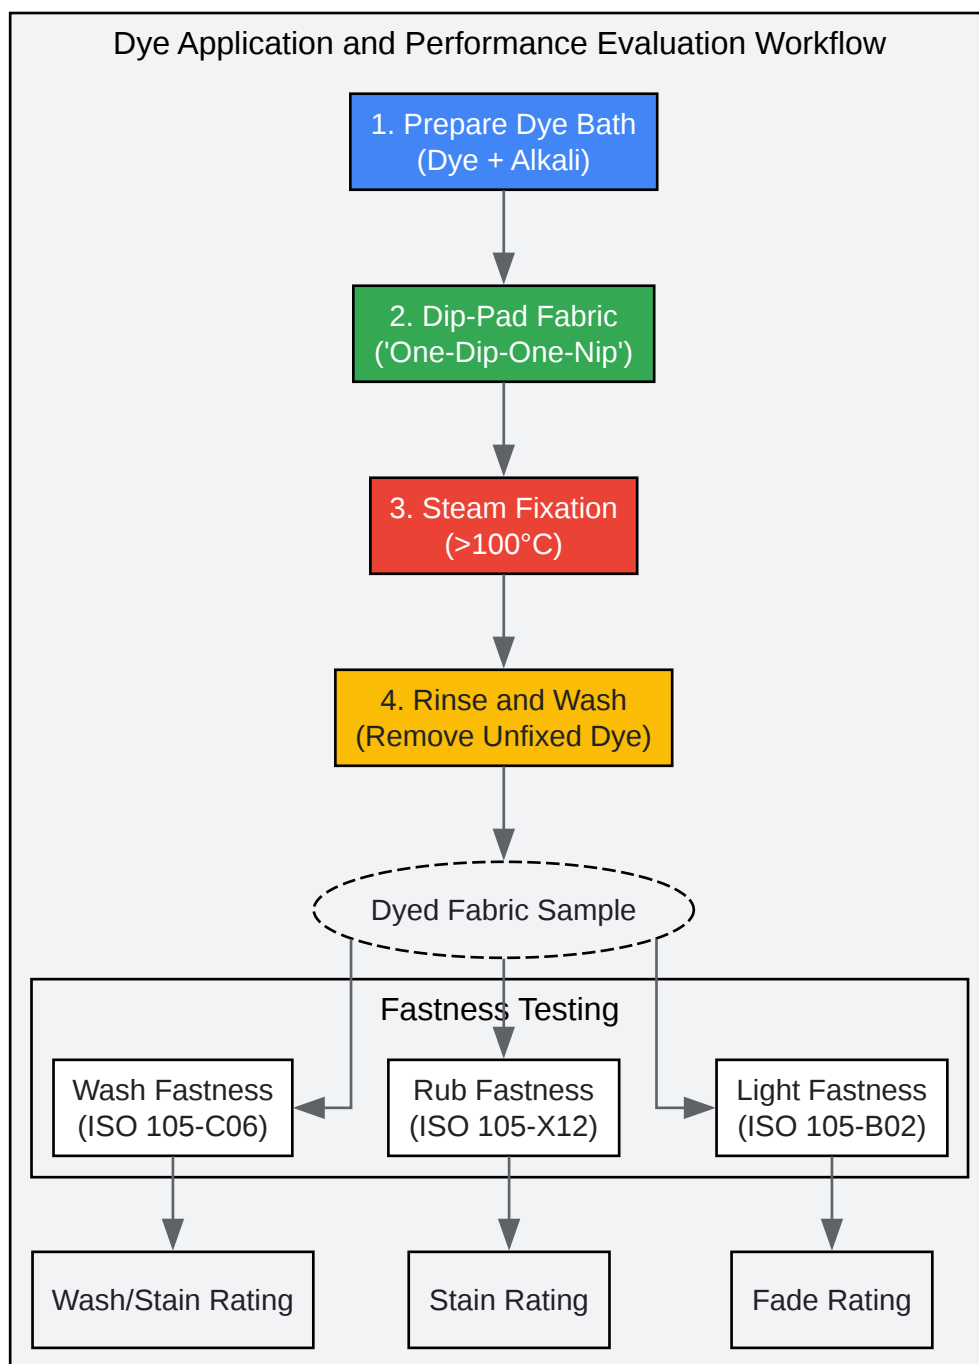 Dye Application and Performance Evaluation Workflow
1. Prepare Dye Bath
(Dye + Alkali)
2. Dip-Pad Fabric
('One-Dip-One-Nip')
3. Steam Fixation
(>100°C)
4. Rinse and Wash
(Remove Unfixed Dye)
Dyed Fabric Sample
Fastness Testing
Wash Fastness
(ISO 105-C06)
Rub Fastness
(ISO 105-X12)
Light Fastness
(ISO 105-B02)
Wash/Stain Rating
Stain Rating
Fade Rating